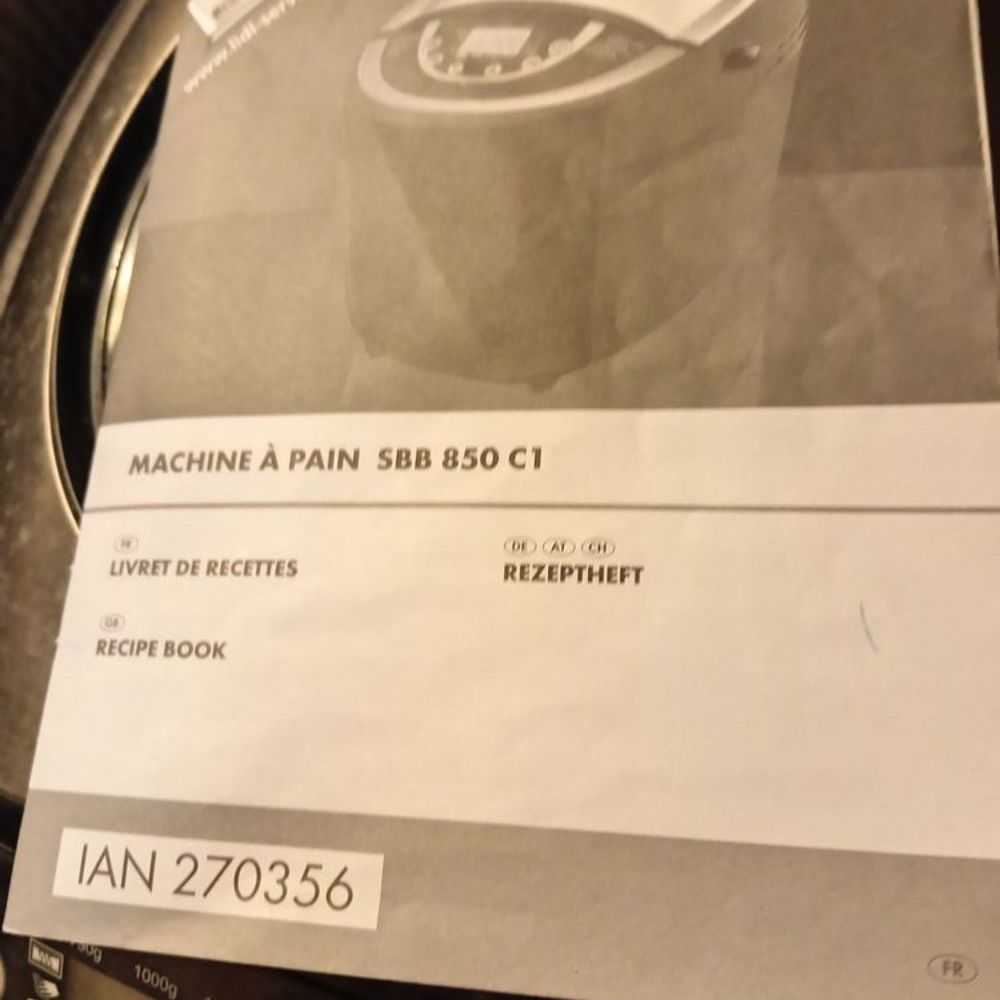 MACHINE À PAIN SBB 850 C1
FR
LIVRET DE RECETTES
DE AT CH
REZEPTHEFT
GB
RECIPE BOOK
IAN 270356
FR
1000g